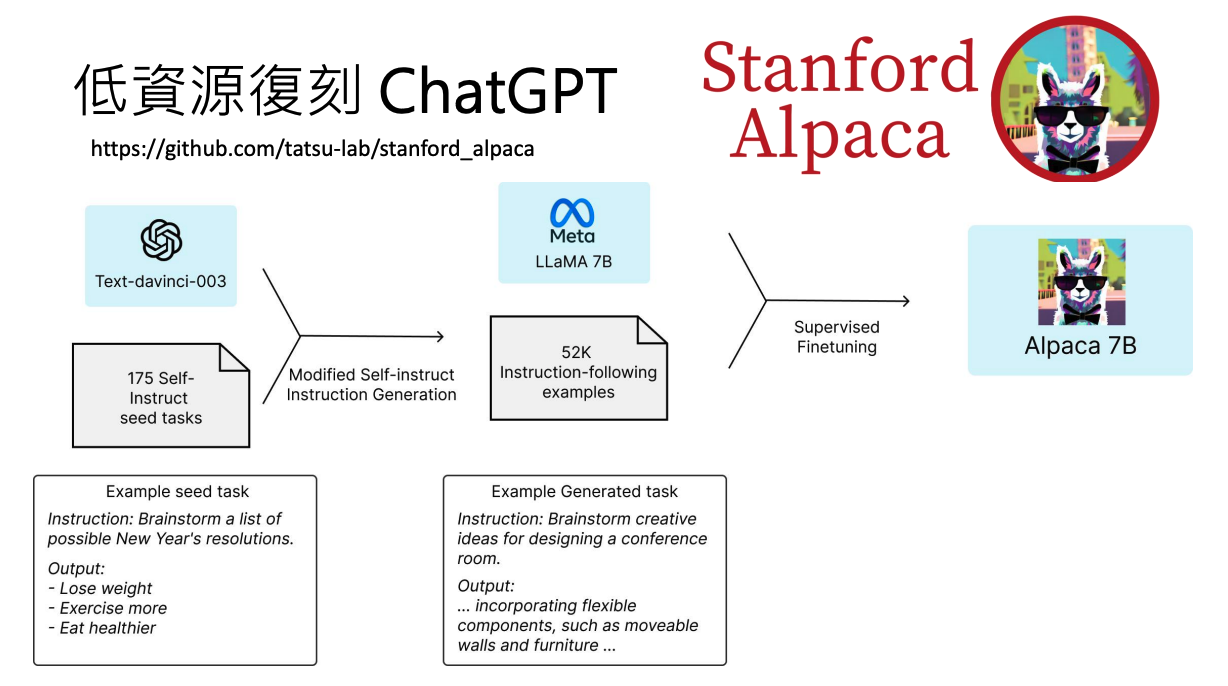 低資源復刻 ChatGPT
https://github.com/tatsu-lab/stanford_alpaca
Stanford
Alpaca
Text-davinci-003
175 Self-
Instruct
seed tasks
Modified Self-instruct
Instruction Generation
Meta
LLaMA 7B
52K
Instruction-following
examples
Supervised
Finetuning
Alpaca 7B
Example seed task
Instruction: Brainstorm a list of
possible New Year's resolutions.
Output:
- Lose weight
- Exercise more
- Eat healthier
Example Generated task
Instruction: Brainstorm creative
ideas for designing a conference
room.
Output:
... incorporating flexible
components, such as moveable
walls and furniture ...